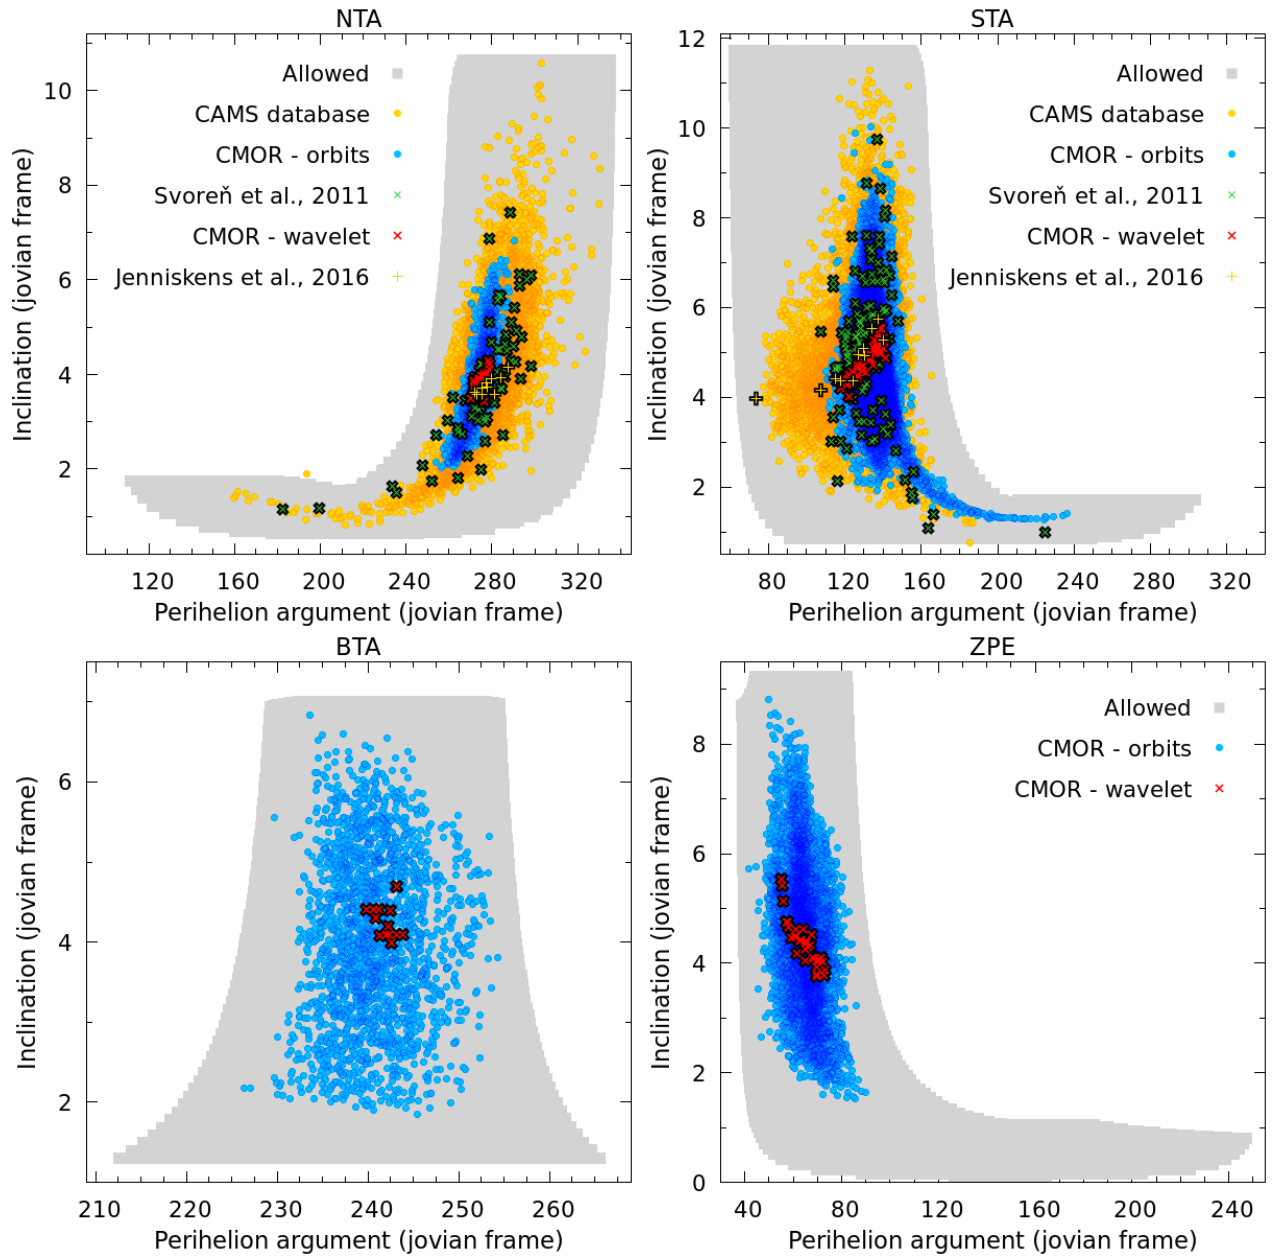 NTA
Inclination (jovian frame)
10
8
6
4
2
Allowed
CAMS database
CMOR - orbits
Svoreň et al., 2011
CMOR - wavelet
Jenniskens et al., 2016
120 160 200 240 280 320
Perihelion argument (jovian frame)
STA
Inclination (jovian frame)
12
10
8
6
4
2
Allowed
CAMS database
CMOR - orbits
Svoreň et al., 2011
CMOR - wavelet
Jenniskens et al., 2016
80 120 160 200 240 280 320
Perihelion argument (jovian frame)
BTA
Inclination (jovian frame)
6
4
2
210 220 230 240 250 260
Perihelion argument (jovian frame)
ZPE
Inclination (jovian frame)
8
6
4
2
0
Allowed
CMOR - orbits
CMOR - wavelet
40 80 120 160 200 240
Perihelion argument (jovian frame)